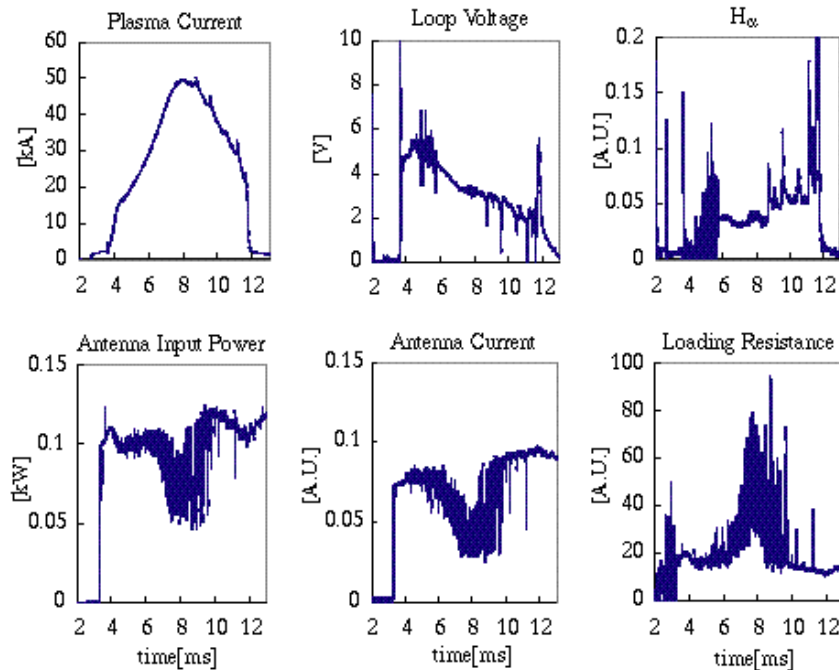 Plasma Current
60
50
40
30
20
10
0
[kA]
2 4 6 8 10 12
Loop Voltage
10
8
6
4
2
0
[V]
2 4 6 8 10 12
Hα
0.2
0.15
0.1
0.05
0
[A.U.]
2 4 6 8 10 12
Antenna Input Power
0.15
0.1
0.05
0
[kW]
2 4 6 8 10 12
time[ms]
Antenna Current
0.15
0.1
0.05
0
[A.U.]
2 4 6 8 10 12
time[ms]
Loading Resistance
100
80
60
40
20
0
[A.U.]
2 4 6 8 10 12
time[ms]